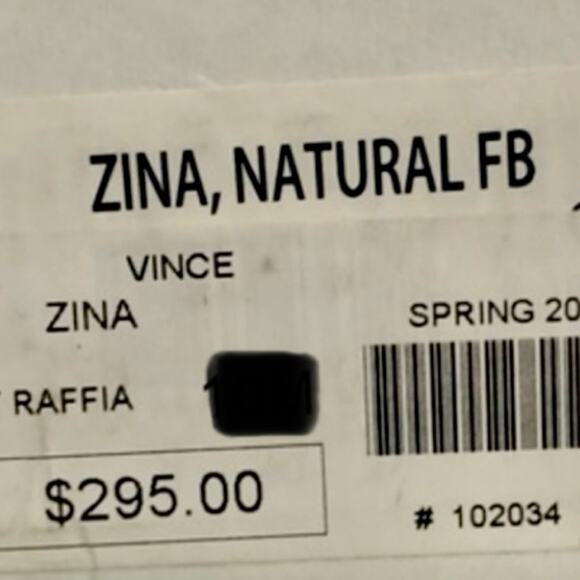 ZINA, NATURAL FB
VINCE
ZINA
SPRING 20
RAFFIA
$295.00
# 102034